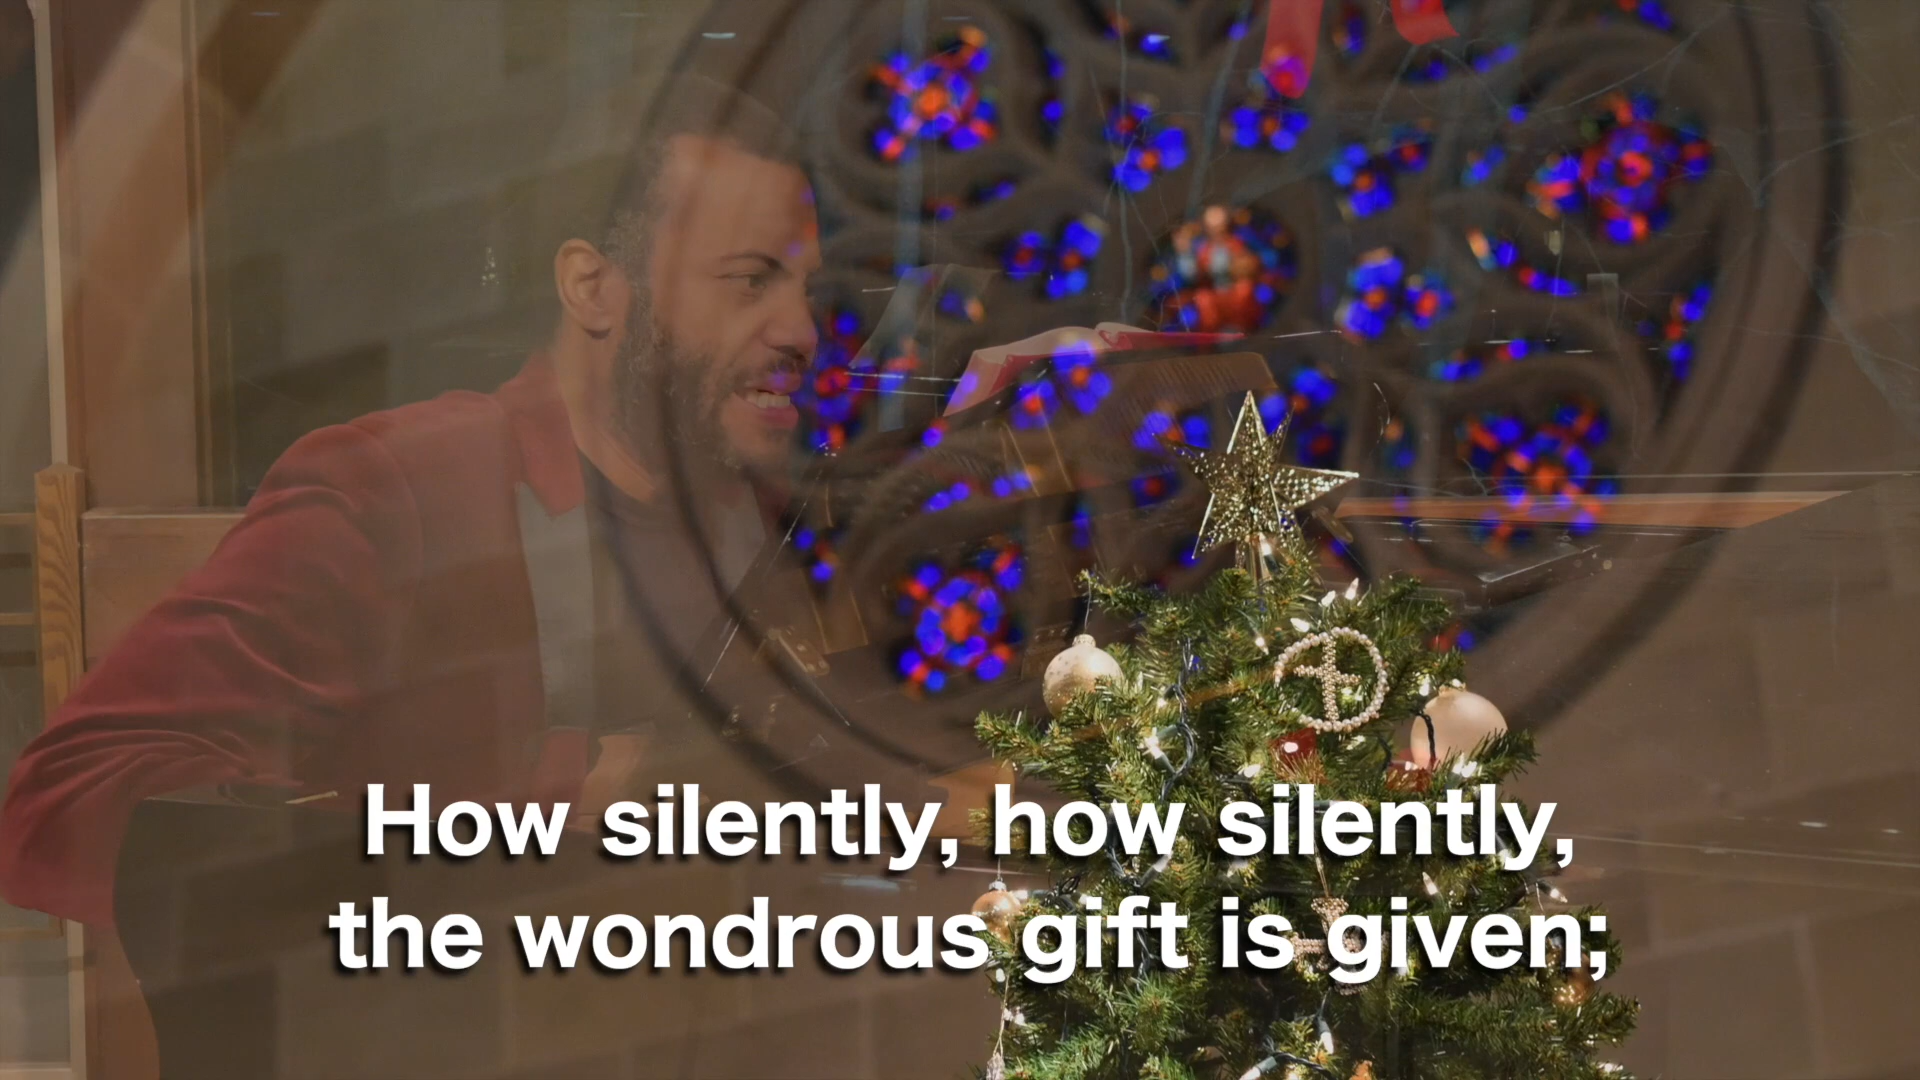 How silently, how silently,
the wondrous gift is given;